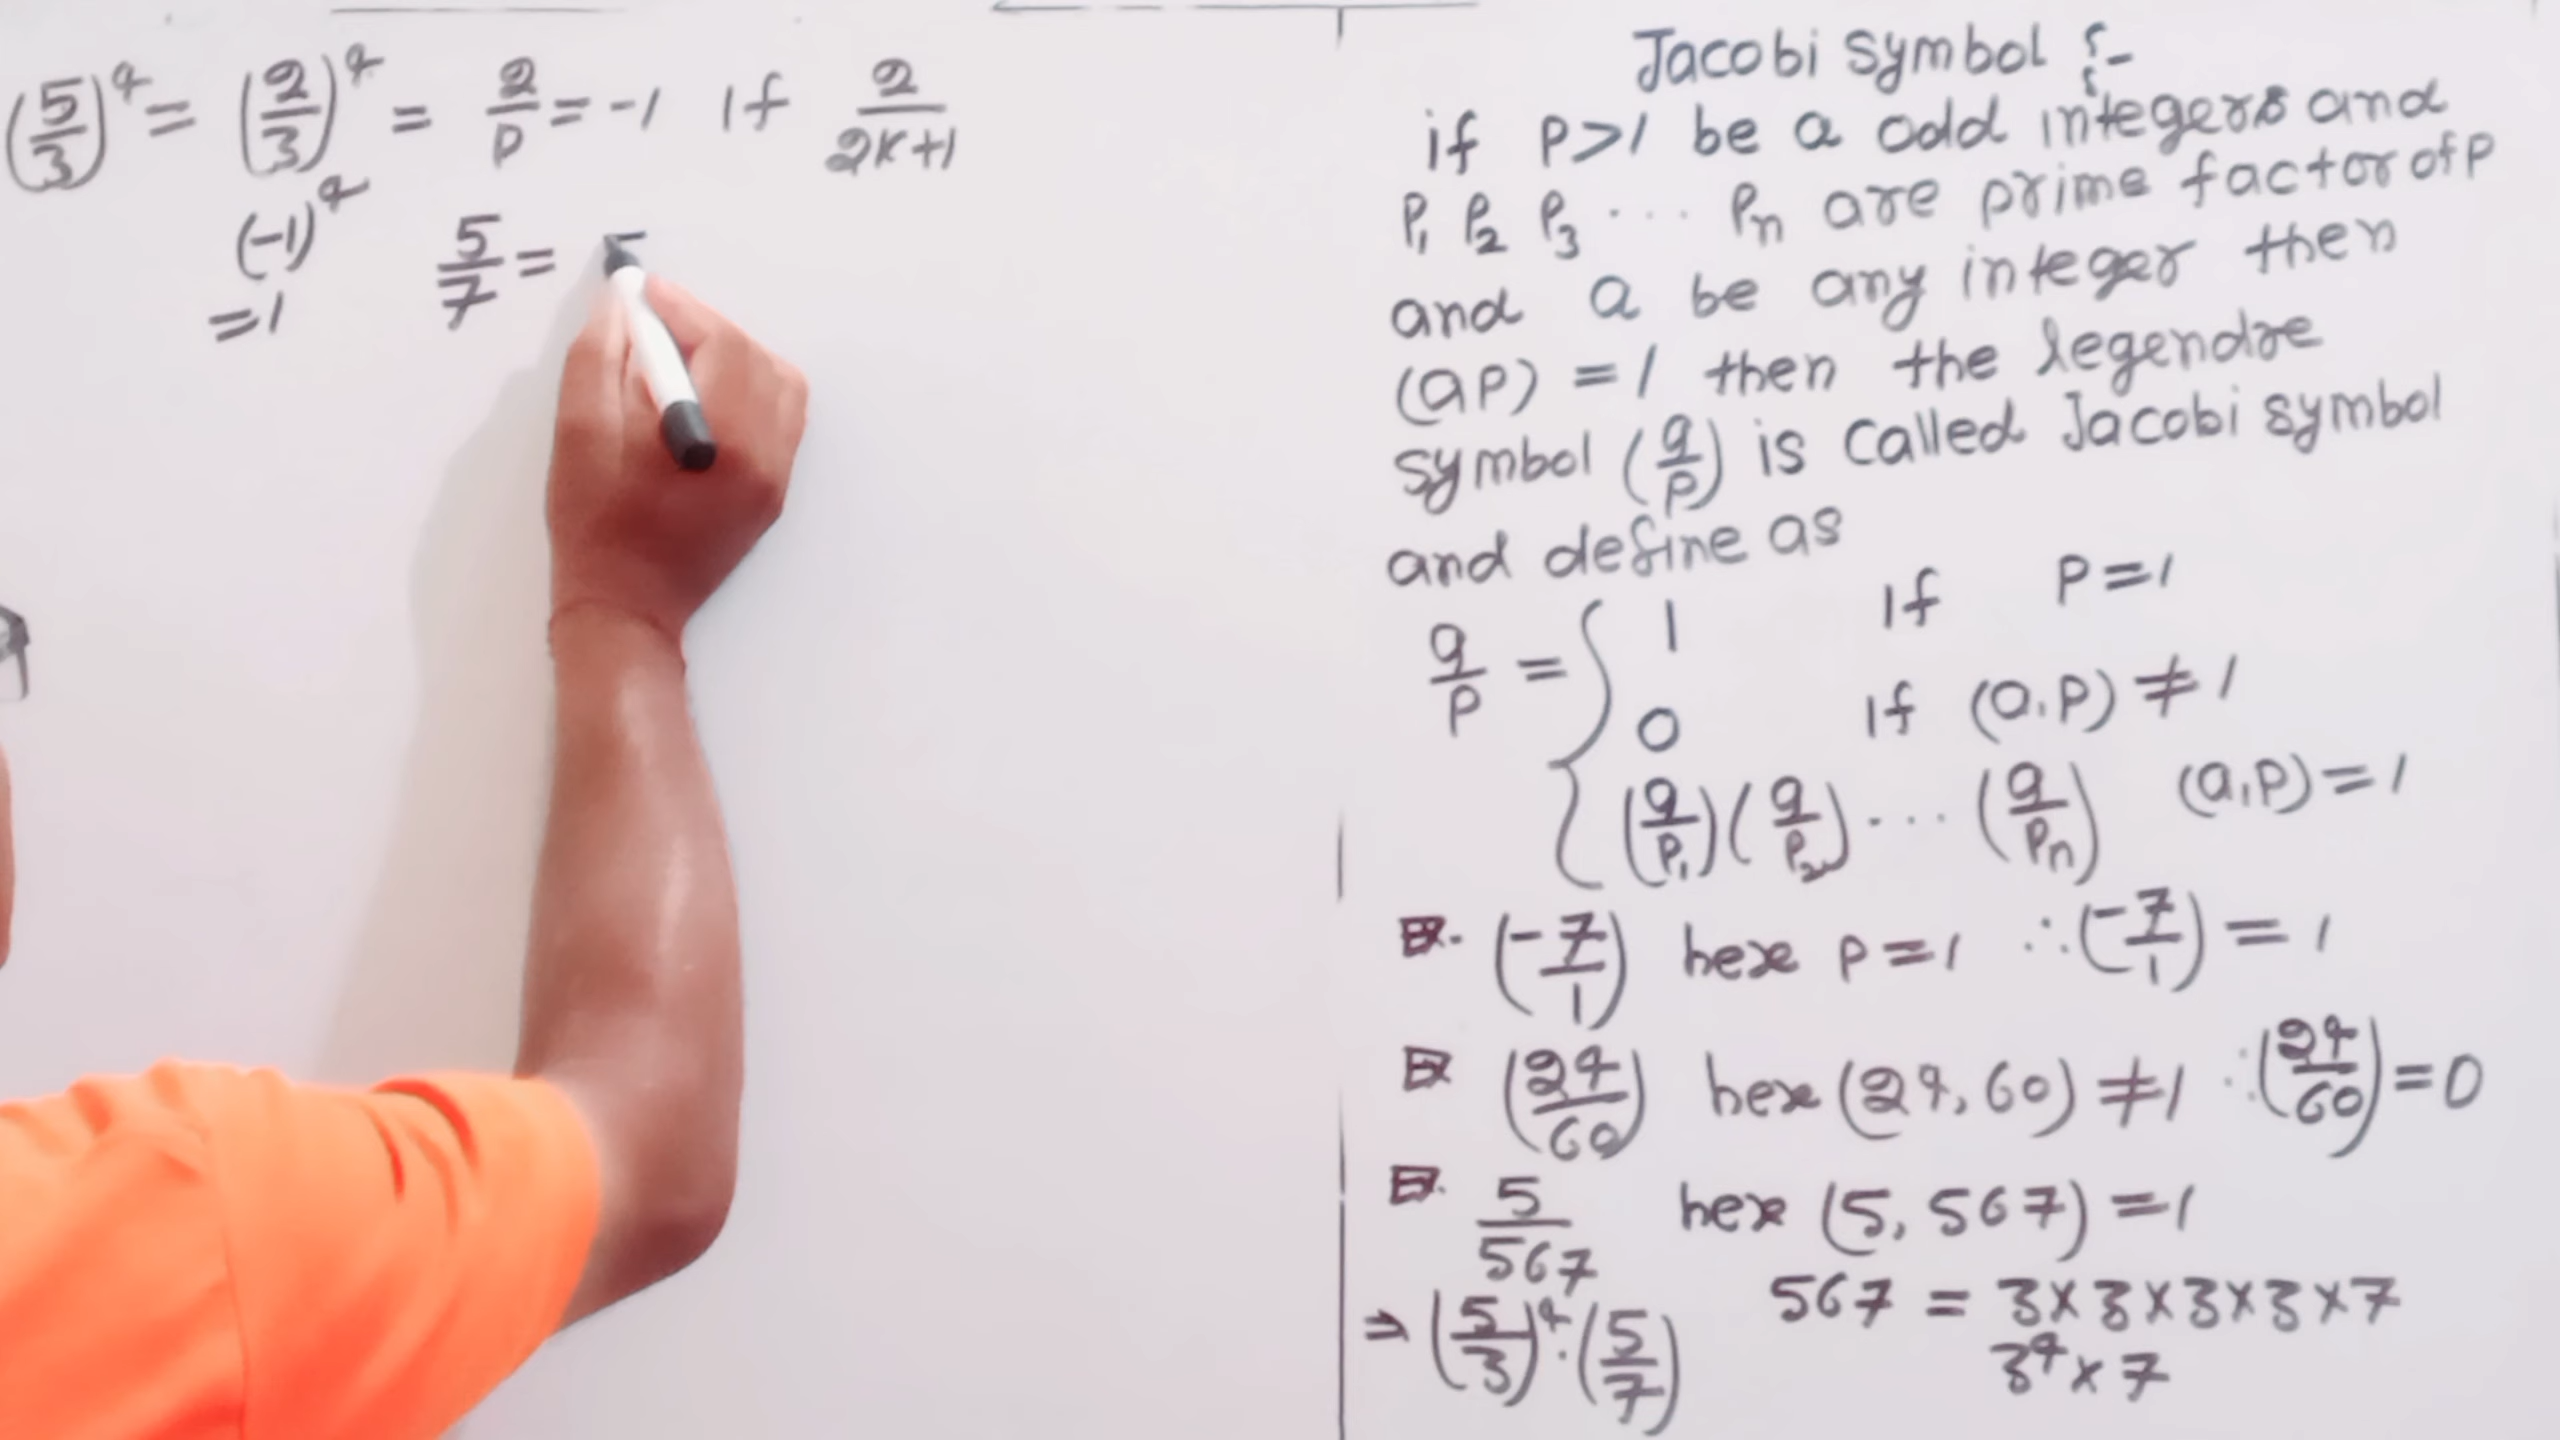 (5/3)^4 = (2/3)^4 = 2/p = -1 if 2/2K+1
(-1)^4
= 1
5/7 = 5
Jacobi symbol :-
if P>1 be a odd integers and
P₁ P₂ P₃ .... Pn are prime factor of P
and a be any integer then
(a P) = 1 then the legendre
symbol (a/P) is called Jacobi symbol
and define as
a/P = { 1 if P = 1
0 if (a, P) ≠ 1
(a/P₁)(a/P₂)....(a/Pn) (a, P) = 1
Ex. (-7/1) here P = 1 ∴ (-7/1) = 1
Ex (24/60) here (24, 60) ≠ 1 ∴ (24/60) = 0
Ex. 5/567 here (5, 567) = 1
⇒ (5/3)^4 . (5/7) 567 = 3×3×3×3×7
3^4 × 7